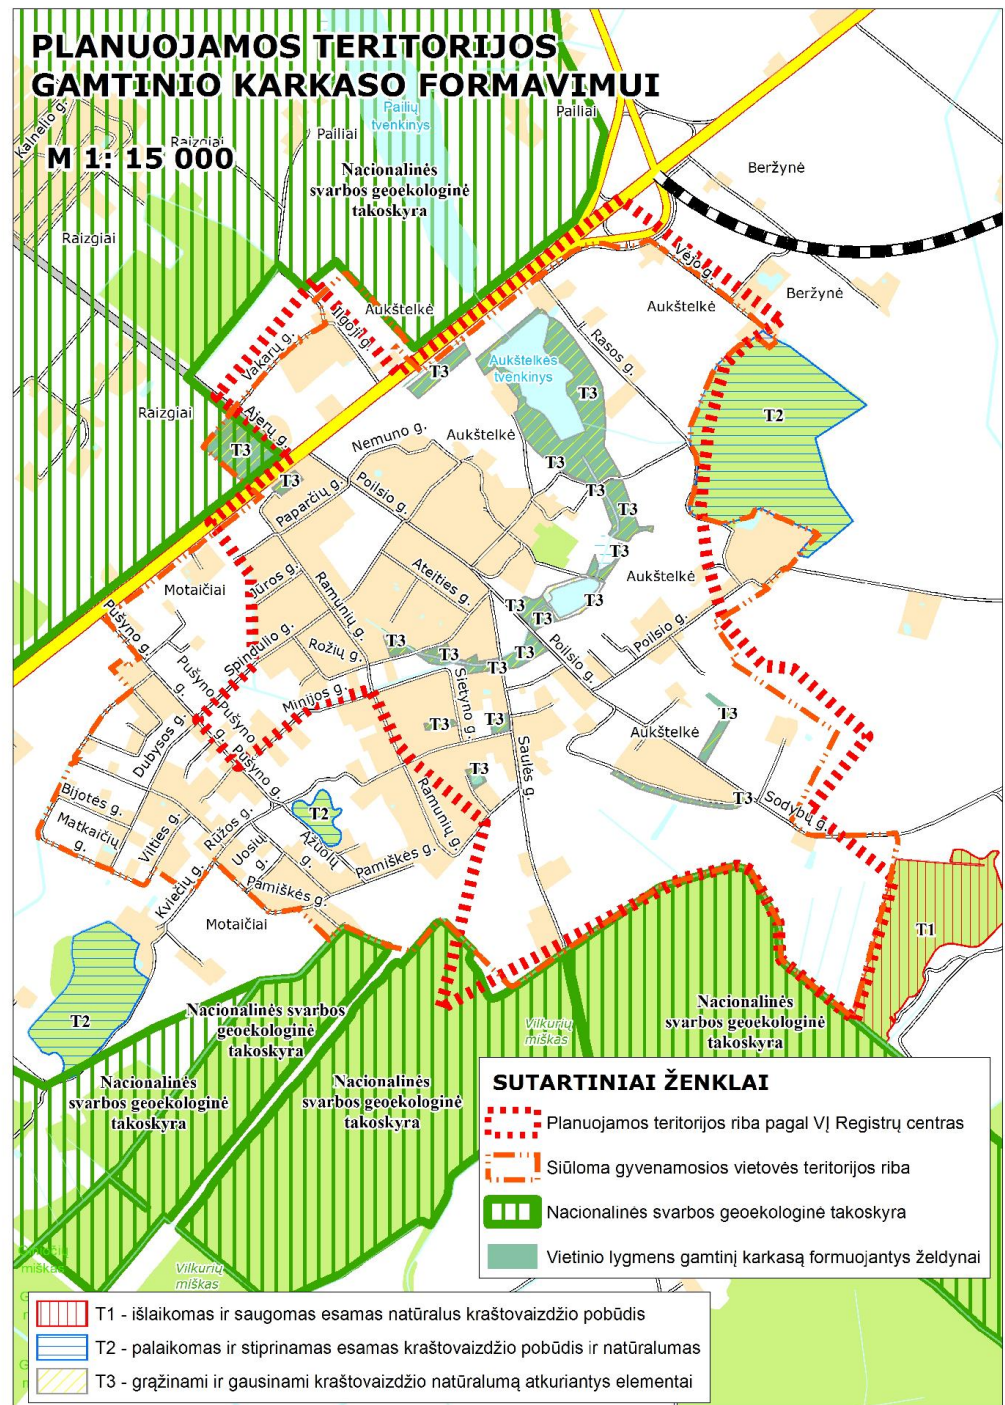 PLANUOJAMOS TERITORIJOS
GAMTINIO KARKASO FORMAVIMUI
M 1: 15 000
Kalnelio g.
Raizgiai
Pailiai
Pailių
tvenkinys
Pailiai
Nacionalinės
svarbos geoekologinė
takoskyra
Beržynė
Raizgiai
Vėjo g.
Beržynė
Aukštelkė
Ilgoji g.
Aukštelkė
Vakarų g.
Rasos g.
Aukštelkės
tvenkinys
T3
T3
Raizgiai
Ajerų g.
T2
T3
Nemuno g.
Aukštelkė
T3
T3
Paparčių g.
Poilsio g.
T3
T3
T3
Motaičiai
Jūros g.
Ateities g.
Aukštelkė
Ramunių g.
T3
T3
T3
Pušyno g.
Spindulio g.
Rožių g.
T3
T3
T3
T3
Poilsio g.
Poilsio g.
Pušyno g.
Minijos g.
Sietyno g.
Dubysos g.
Pušyno g.
T3
T3
T3
Aukštelkė
Saulės g.
Pušyno g.
T3
Bijotės g.
Ramunių g.
T3
Sodybų g.
Matkaičių
g.
Vilties g.
Rižos g.
T2
Uosių
g.
Ąžuolų
g.
Pamiškės g.
Kviečių g.
Pamiškės g.
Motaičiai
T1
T2
Nacionalinės svarbos
geoekologinė
takoskyra
Vilkurių
miškas
Nacionalinės
svarbos geoekologinė
takoskyra
Nacionalinės
svarbos geoekologinė
takoskyra
Nacionalinės
svarbos geoekologinė
takoskyra
SUTARTINIAI ŽENKLAI
Planuojamos teritorijos riba pagal VĮ Registrų centras
Siūloma gyvenamosios vietovės teritorijos riba
Nacionalinės svarbos geoekologinė takoskyra
Vietinio lygmens gamtinį karkasą formuojantys želdynai
miškas
Vilkurių
miškas
T1 - išlaikomas ir saugomas esamas natūralus kraštovaizdžio pobūdis
T2 - palaikomas ir stiprinamas esamas kraštovaizdžio pobūdis ir natūralumas
T3 - grąžinami ir gausinami kraštovaizdžio natūralumą atkuriantys elementai